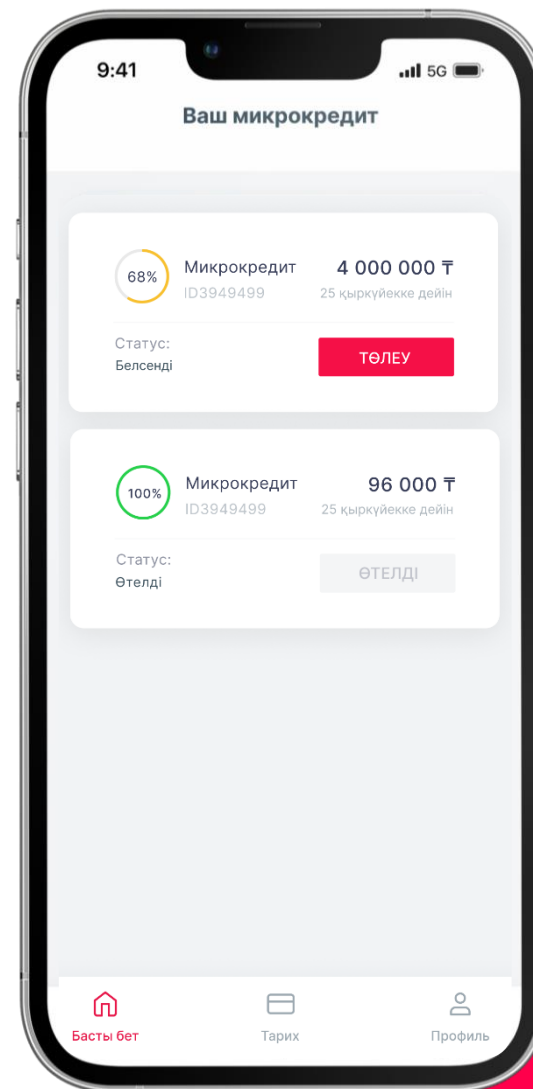 9:41
5G
Ваш микрокредит
68%
Микрокредит
4 000 000 ₸
ID3949499
25 қыркүйекке дейін
Статус:
Белсенді
ТӨЛЕУ
100%
Микрокредит
96 000 ₸
ID3949499
25 қыркүйекке дейін
Статус:
Өтелді
ӨТЕЛДІ
Басты бет
Тарих
Профиль